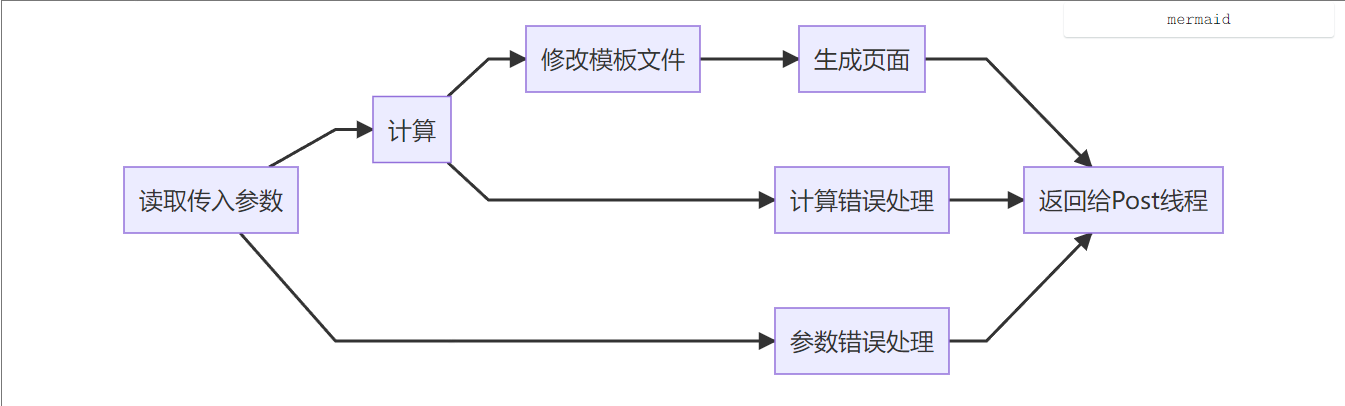 mermaid
修改模板文件
生成页面
计算
读取传入参数
计算错误处理
返回给Post线程
参数错误处理